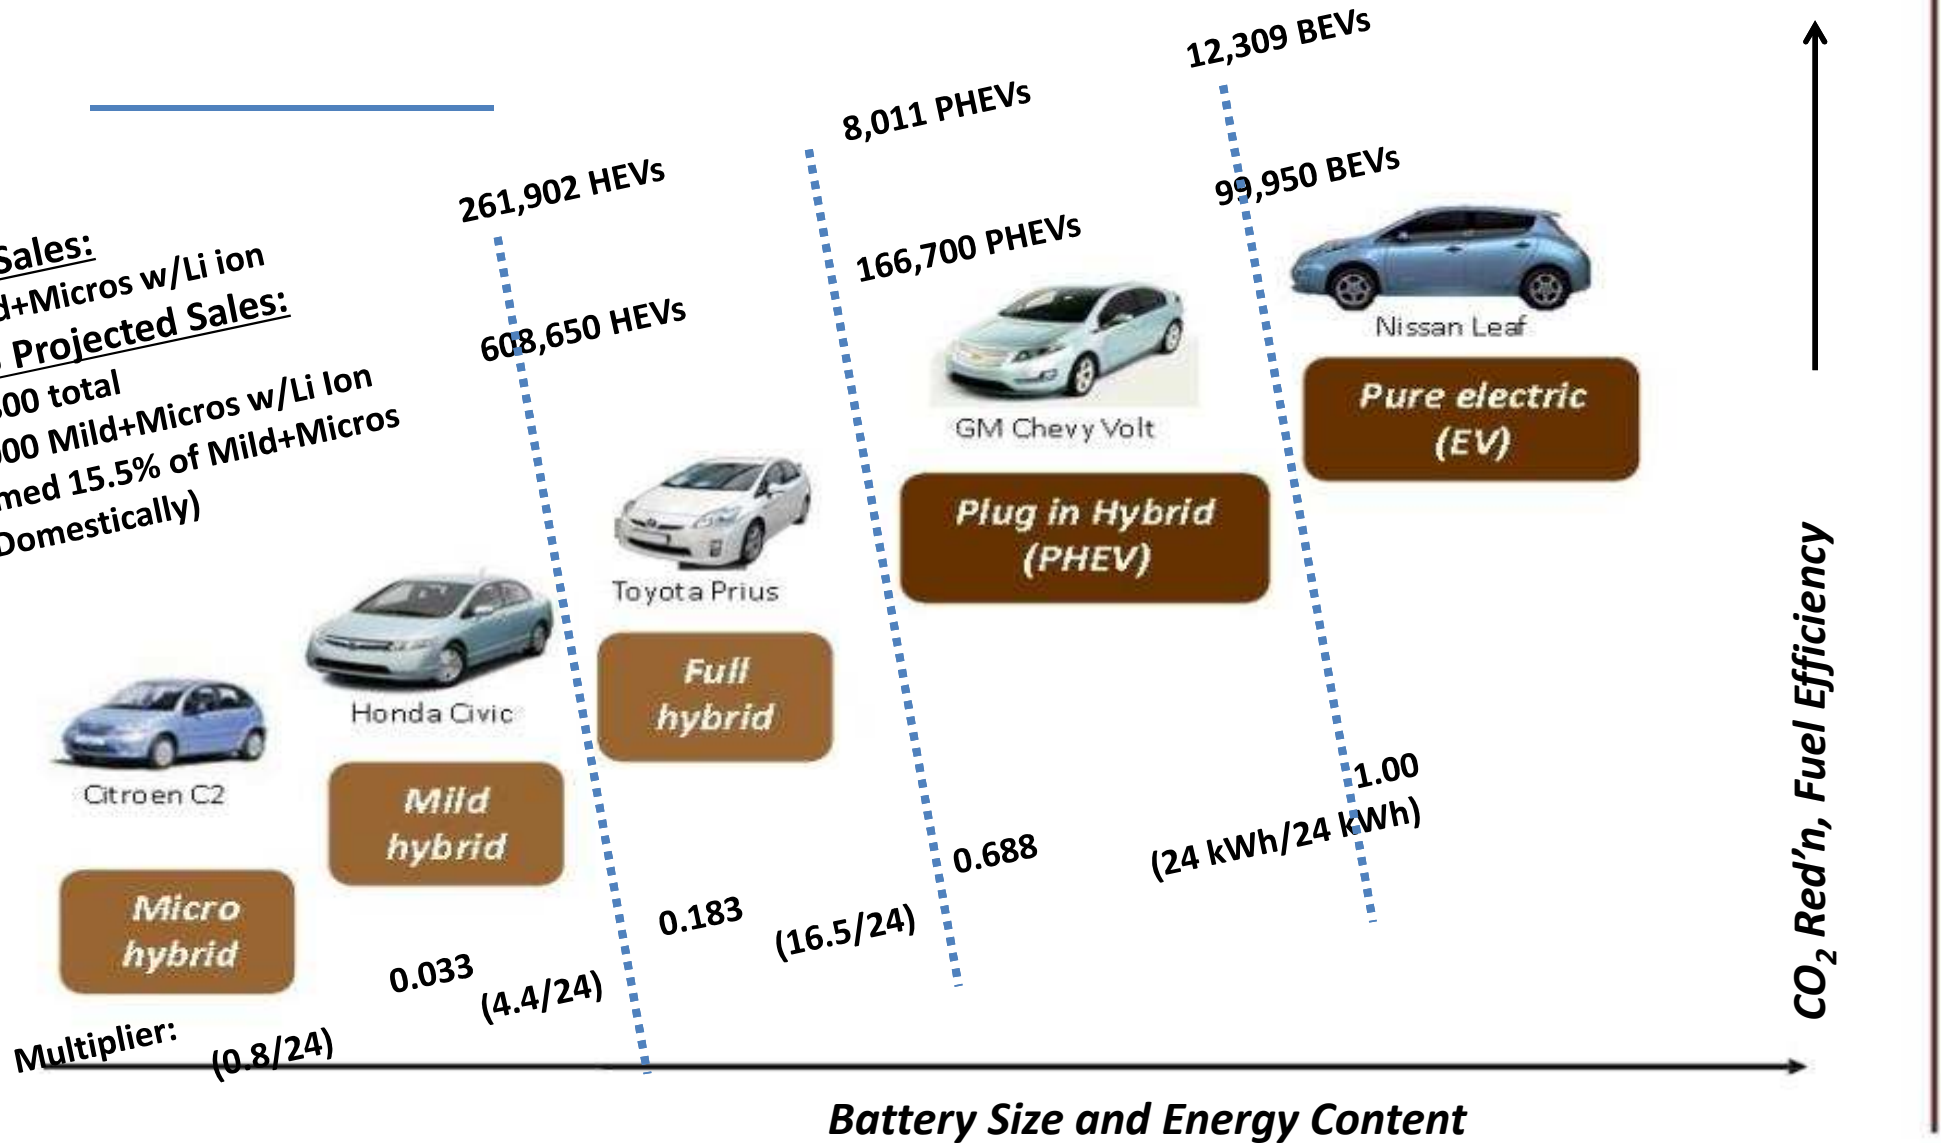 12,309 BEVs
8,011 PHEVs
261,902 HEVs
Sales:
99,950 BEVs
166,700 PHEVs
608,650 HEVs
d+Micros w/Li ion
Projected Sales:
00 total
000 Mild+Micros w/Li Ion
med 15.5% of Mild+Micros
Domestically)
Nissan Leaf
Pure electric
(EV)
GM Chevy Volt
Plug in Hybrid
(PHEV)
Toyota Prius
Full
hybrid
Honda Civic
Mild
hybrid
Citroen C2
Micro
hybrid
Multiplier:
0.033
(0.8/24)
0.183
(4.4/24)
0.688
(16.5/24)
1.00
(24 kWh/24 kWh)
Battery Size and Energy Content
CO₂ Red’n, Fuel Efficiency